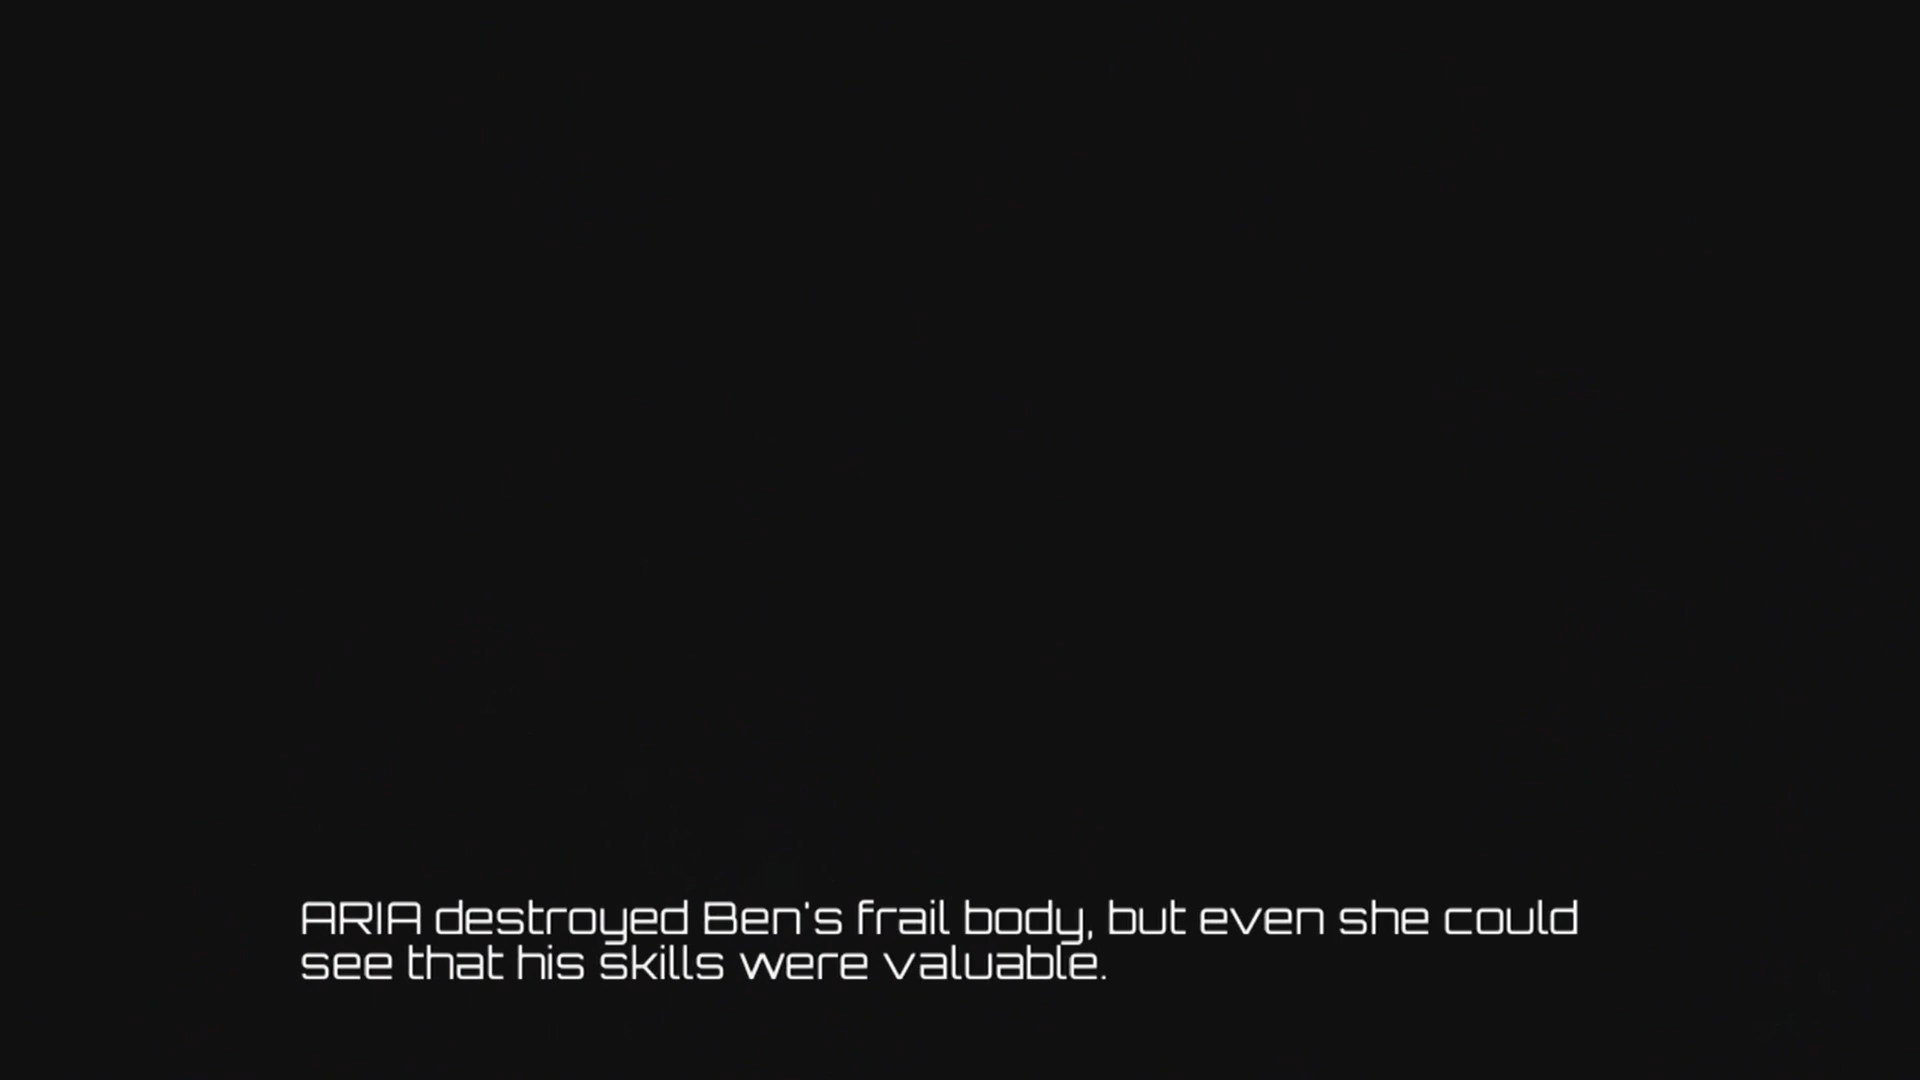 ARIA destroyed Ben's frail body, but even she could
see that his skills were valuable.